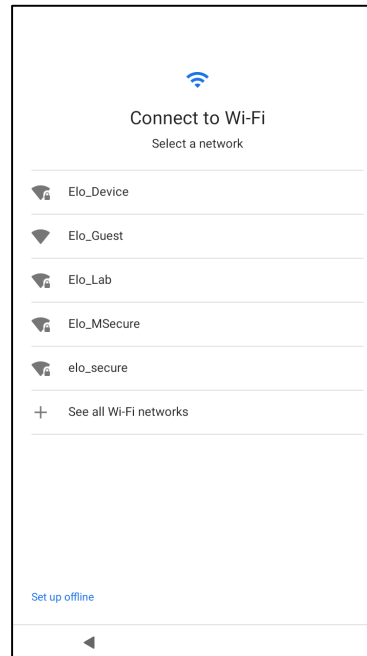 Connect to Wi-Fi
Select a network
Elo_Device
Elo_Guest
Elo_Lab
Elo_MSecure
elo_secure
See all Wi-Fi networks
Set up offline